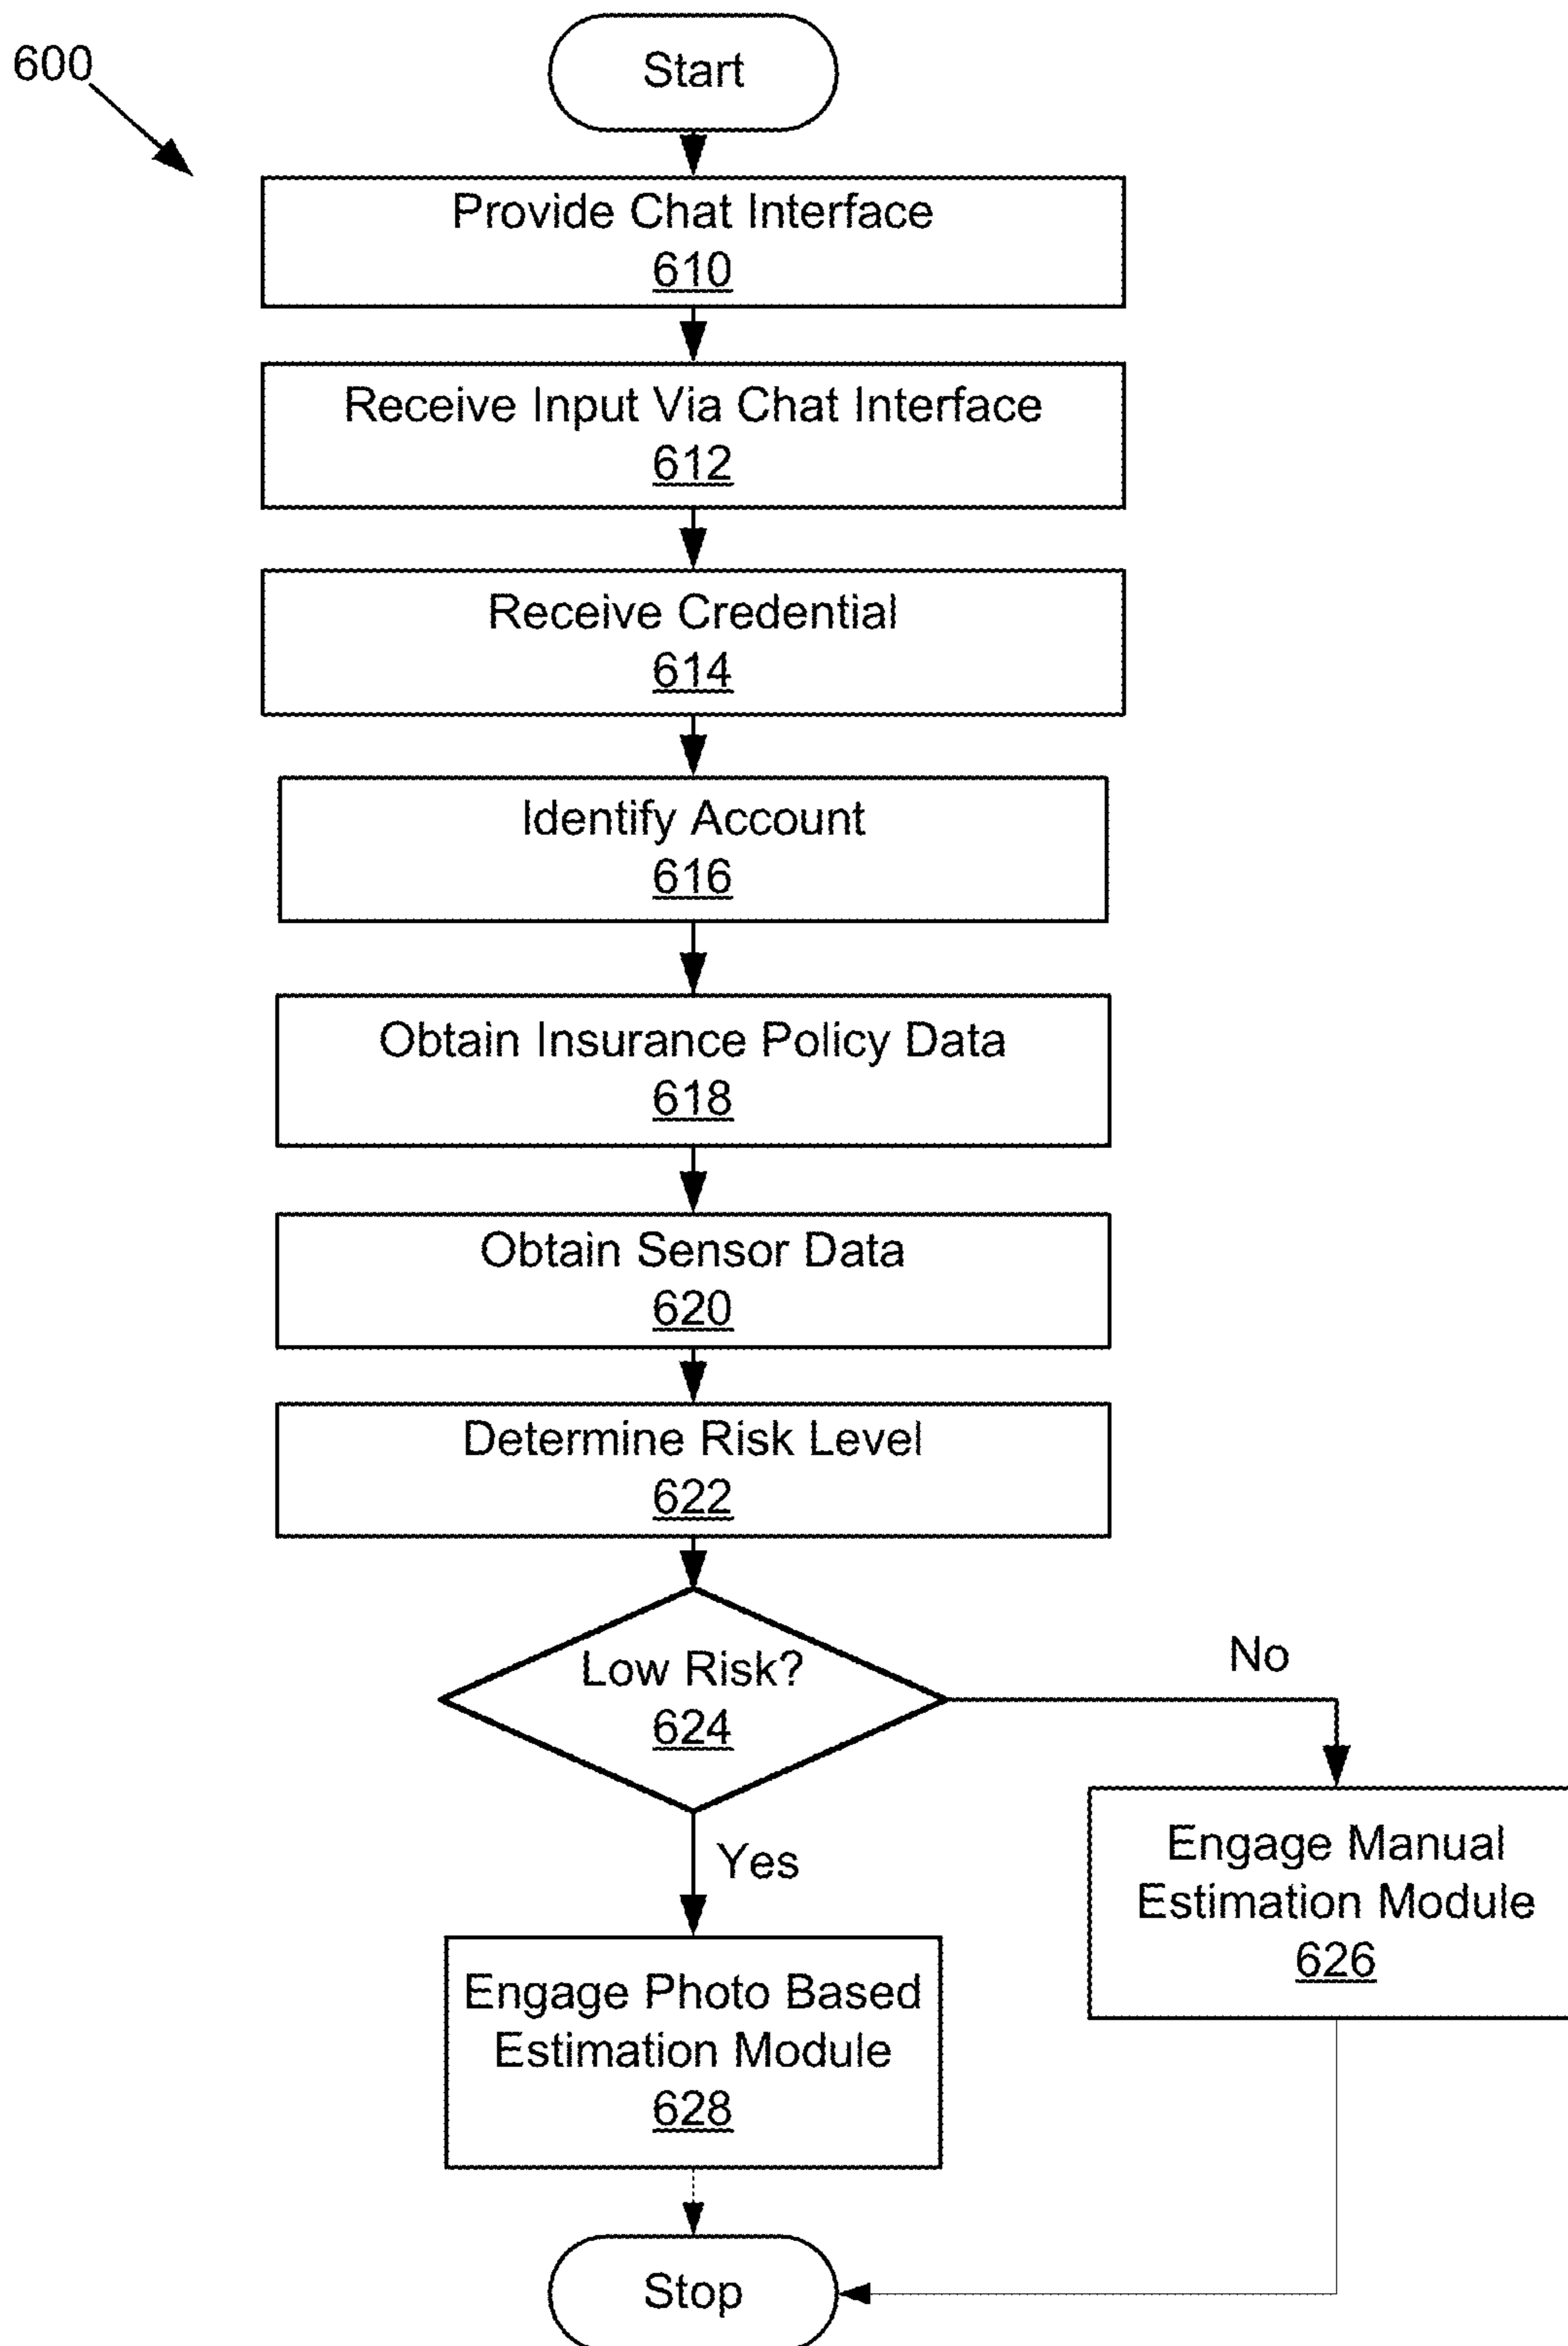 600
Start
Provide Chat Interface
610
Receive Input Via Chat Interface
612
Receive Credential
614
Identify Account
616
Obtain Insurance Policy Data
618
Obtain Sensor Data
620
Determine Risk Level
622
Low Risk?
624
No
Yes
Engage Manual
Estimation Module
626
Engage Photo Based
Estimation Module
628
Stop